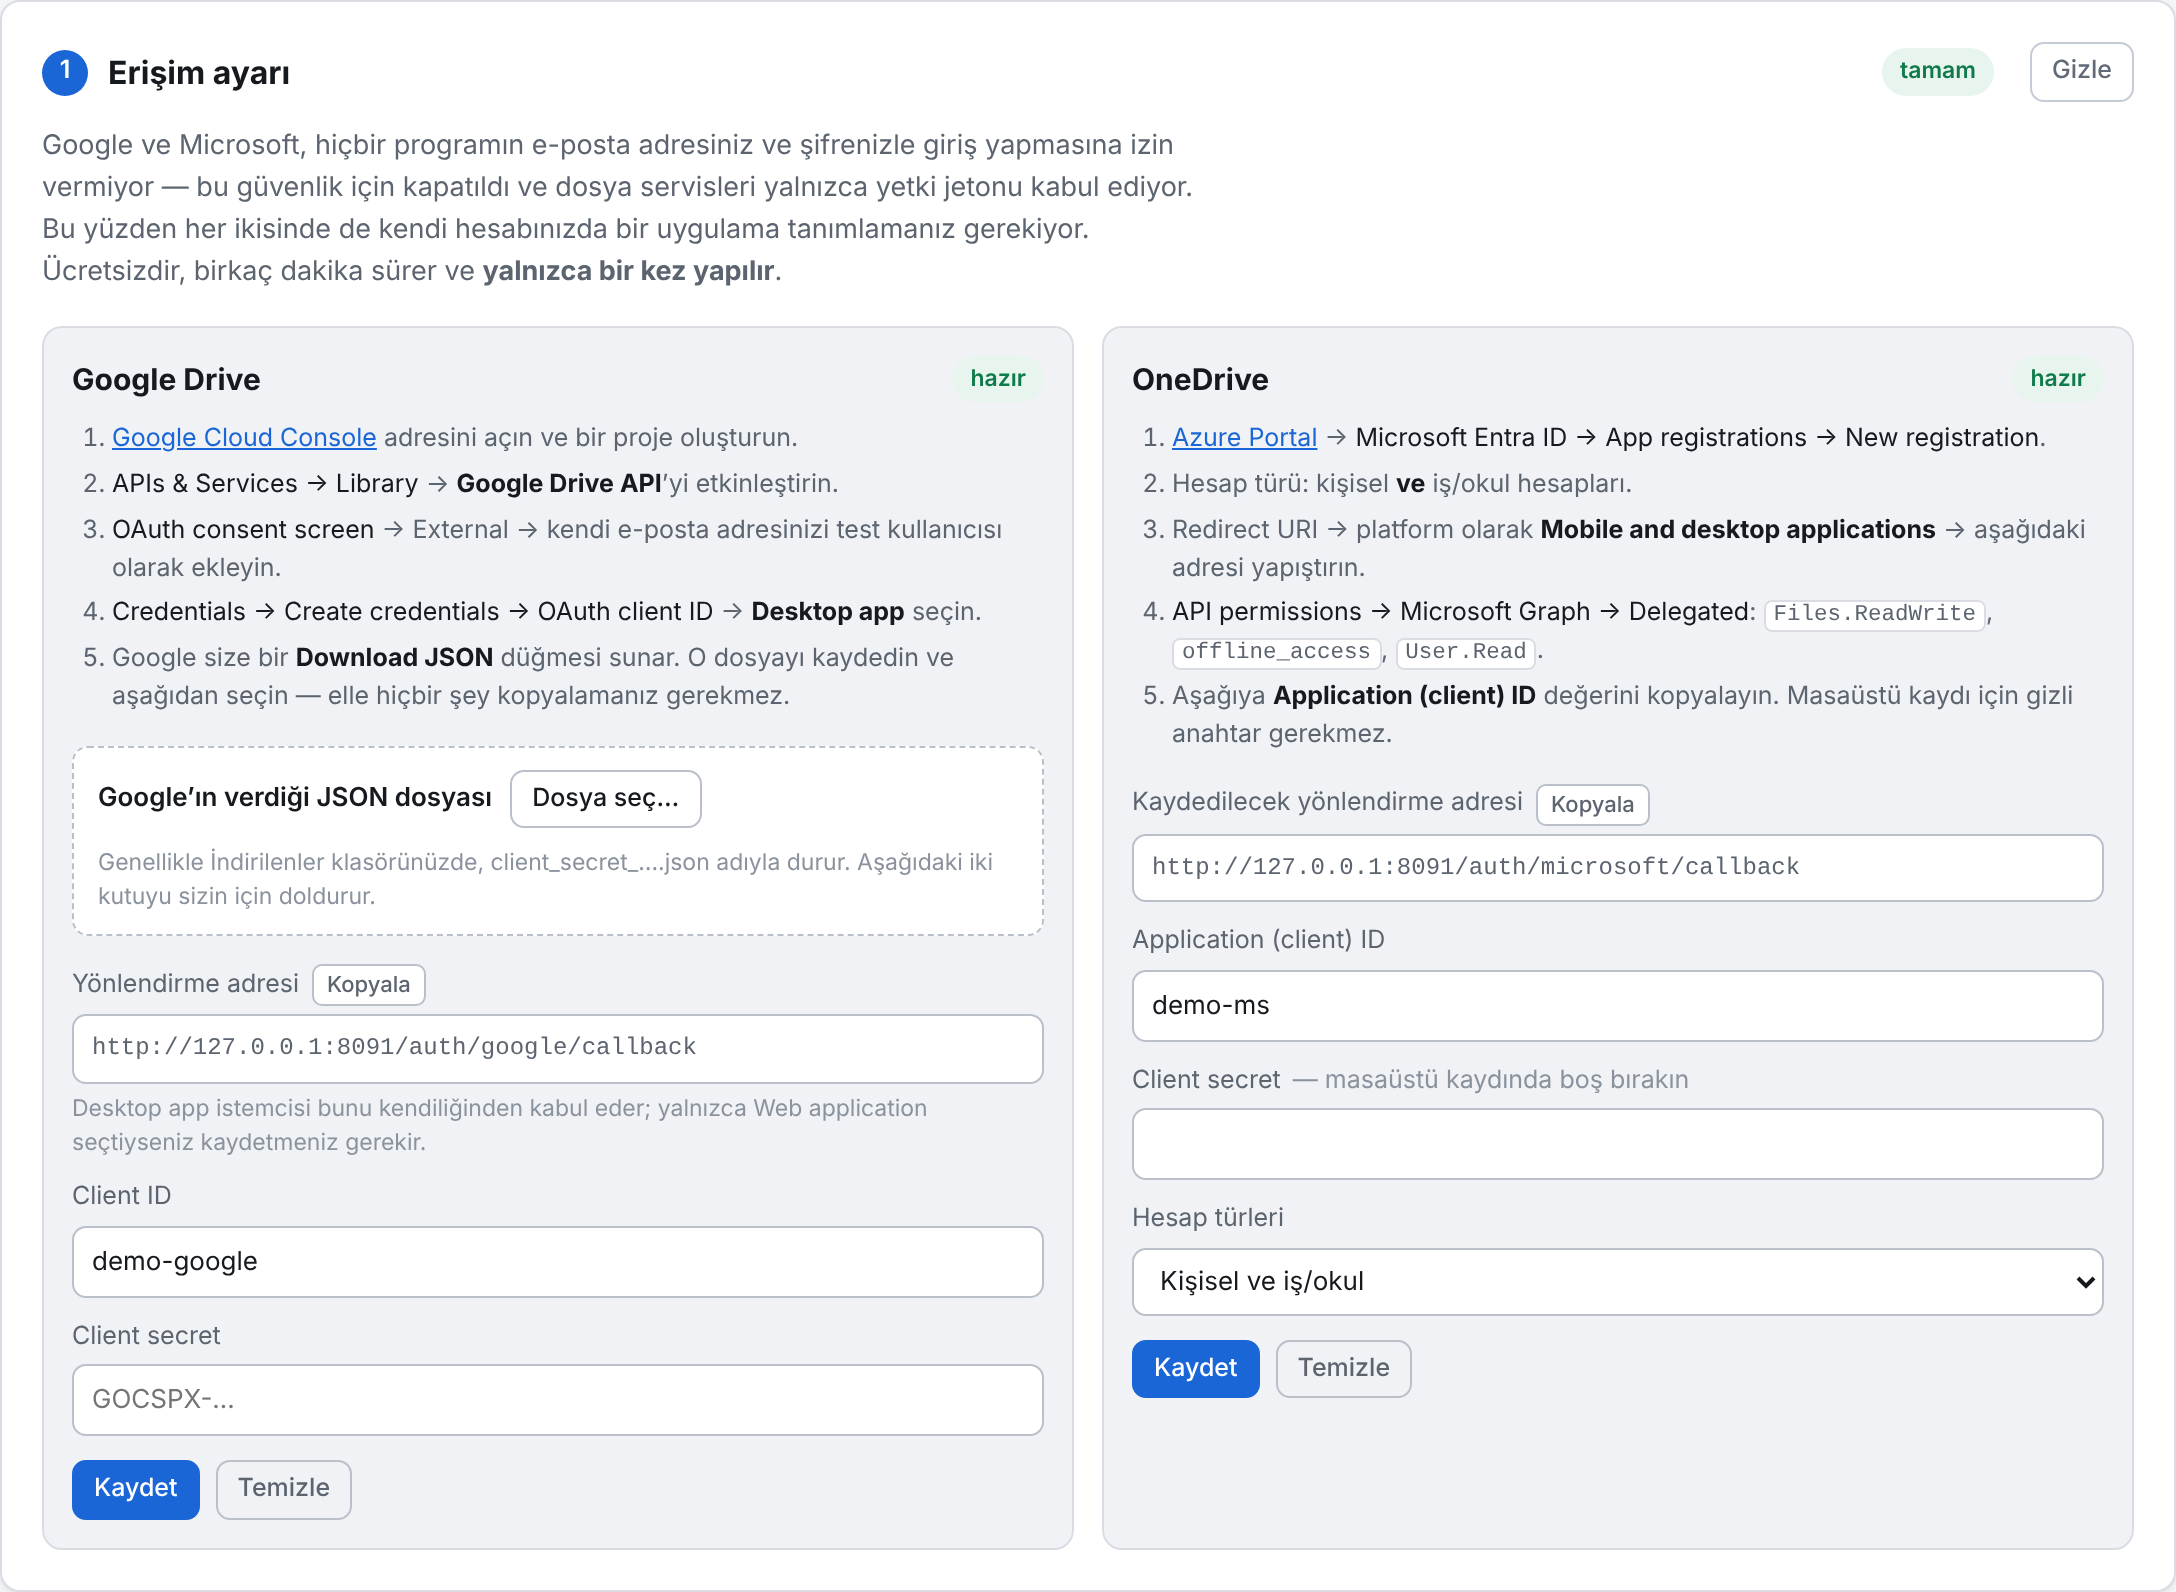 1 Erişim ayarı tamam Gizle
Google ve Microsoft, hiçbir programın e-posta adresiniz ve şifrenizle giriş yapmasına izin
vermiyor — bu güvenlik için kapatıldı ve dosya servisleri yalnızca yetki jetonu kabul ediyor.
Bu yüzden her ikisinde de kendi hesabınızda bir uygulama tanımlamanız gerekiyor.
Ücretsizdir, birkaç dakika sürer ve yalnızca bir kez yapılır.
Google Drive hazır
1. Google Cloud Console adresini açın ve bir proje oluşturun.
2. APIs & Services → Library → Google Drive API’yi etkinleştirin.
3. OAuth consent screen → External → kendi e-posta adresinizi test kullanıcısı
olarak ekleyin.
4. Credentials → Create credentials → OAuth client ID → Desktop app seçin.
5. Google size bir Download JSON düğmesi sunar. O dosyayı kaydedin ve
aşağıdan seçin — elle hiçbir şey kopyalamanız gerekmez.
Google’ın verdiği JSON dosyası Dosya seç...
Genellikle İndirilenler klasörünüzde, client_secret_....json adıyla durur. Aşağıdaki iki
kutuyu sizin için doldurur.
Yönlendirme adresi Kopyala
http://127.0.0.1:8091/auth/google/callback
Desktop app istemcisi bunu kendiliğinden kabul eder; yalnızca Web application
seçtiyseniz kaydetmeniz gerekir.
Client ID
demo-google
Client secret
GOCSPX-...
Kaydet Temizle
OneDrive hazır
1. Azure Portal → Microsoft Entra ID → App registrations → New registration.
2. Hesap türü: kişisel ve iş/okul hesapları.
3. Redirect URI → platform olarak Mobile and desktop applications → aşağıdaki
adresi yapıştırın.
4. API permissions → Microsoft Graph → Delegated: Files.ReadWrite,
offline_access, User.Read.
5. Aşağıya Application (client) ID değerini kopyalayın. Masaüstü kaydı için gizli
anahtar gerekmez.
Kaydedilecek yönlendirme adresi Kopyala
http://127.0.0.1:8091/auth/microsoft/callback
Application (client) ID
demo-ms
Client secret — masaüstü kaydında boş bırakın
Hesap türleri
Kişisel ve iş/okul
Kaydet Temizle